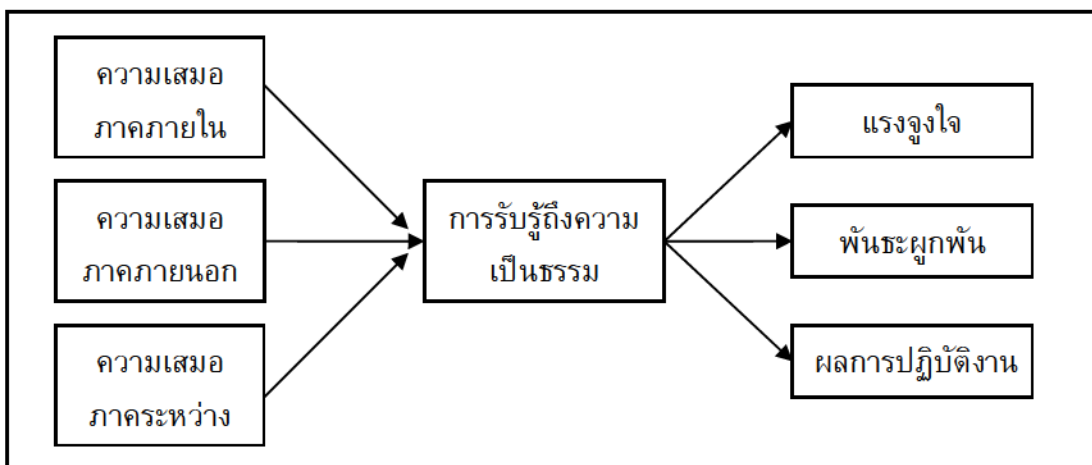 ความเสมอ
ภาคภายใน
ความเสมอ
ภาคภายนอก
ความเสมอ
ภาคระหว่าง
การรับรู้ถึงความ
เป็นธรรม
แรงจูงใจ
พันธะผูกพัน
ผลการปฏิบัติงาน